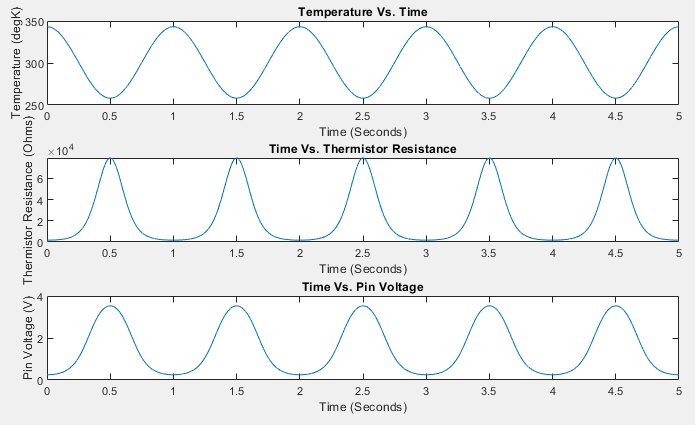 Temperature Vs. Time
Temperature (degK)
350
300
250
0 0.5 1 1.5 2 2.5 3 3.5 4 4.5 5
Time (Seconds)
Time Vs. Thermistor Resistance
Thermistor Resistance (Ohms)
×10⁴
6
4
2
0
0 0.5 1 1.5 2 2.5 3 3.5 4 4.5 5
Time (Seconds)
Time Vs. Pin Voltage
Pin Voltage (V)
4
2
0
0 0.5 1 1.5 2 2.5 3 3.5 4 4.5 5
Time (Seconds)